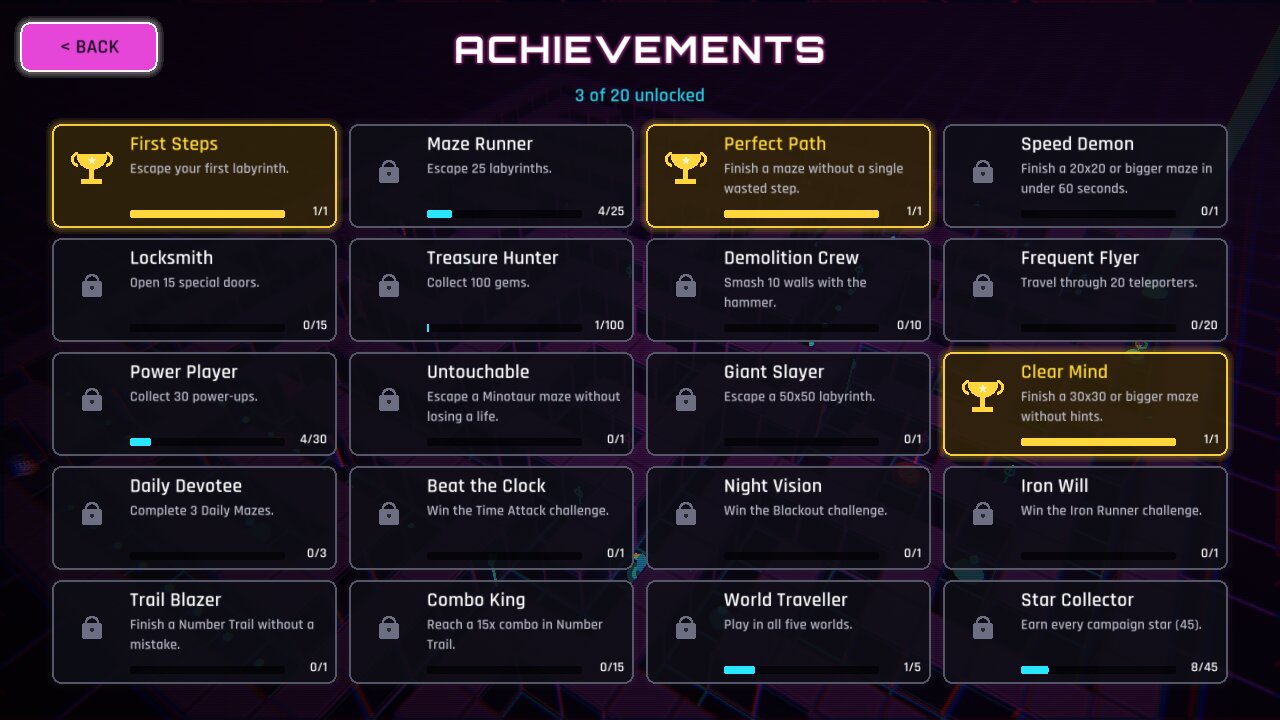 < BACK
ACHIEVEMENTS
3 of 20 unlocked
First Steps
Escape your first labyrinth.
1/1
Maze Runner
Escape 25 labyrinths.
4/25
Perfect Path
Finish a maze without a single
wasted step.
1/1
Speed Demon
Finish a 20x20 or bigger maze in
under 60 seconds.
0/1
Locksmith
Open 15 special doors.
0/15
Treasure Hunter
Collect 100 gems.
1/100
Demolition Crew
Smash 10 walls with the
hammer.
0/10
Frequent Flyer
Travel through 20 teleporters.
0/20
Power Player
Collect 30 power-ups.
4/30
Untouchable
Escape a Minotaur maze without
losing a life.
0/1
Giant Slayer
Escape a 50x50 labyrinth.
0/1
Clear Mind
Finish a 30x30 or bigger maze
without hints.
1/1
Daily Devotee
Complete 3 Daily Mazes.
0/3
Beat the Clock
Win the Time Attack challenge.
0/1
Night Vision
Win the Blackout challenge.
0/1
Iron Will
Win the Iron Runner challenge.
0/1
Trail Blazer
Finish a Number Trail without a
mistake.
0/1
Combo King
Reach a 15x combo in Number
Trail.
0/15
World Traveller
Play in all five worlds.
1/5
Star Collector
Earn every campaign star (45).
8/45